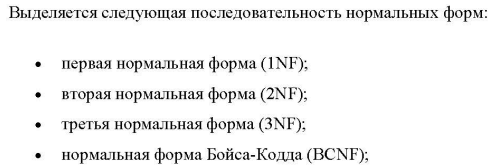 Выделяется следующая последовательность нормальных форм:
• первая нормальная форма (1NF);
• вторая нормальная форма (2NF);
• третья нормальная форма (3NF);
• нормальная форма Бойса-Кодда (BCNF);